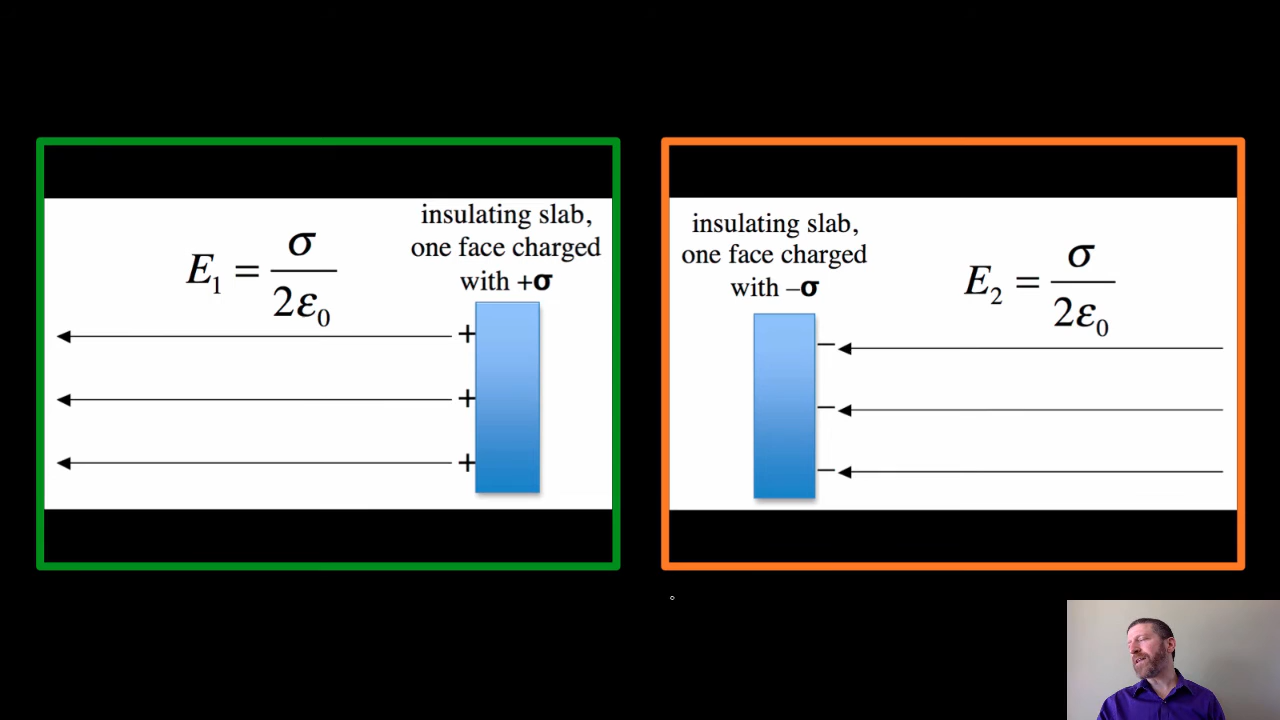 insulating slab,
one face charged
with +σ
E₁ = σ / 2ε₀
+
+
+
insulating slab,
one face charged
with –σ
E₂ = σ / 2ε₀
–
–
–